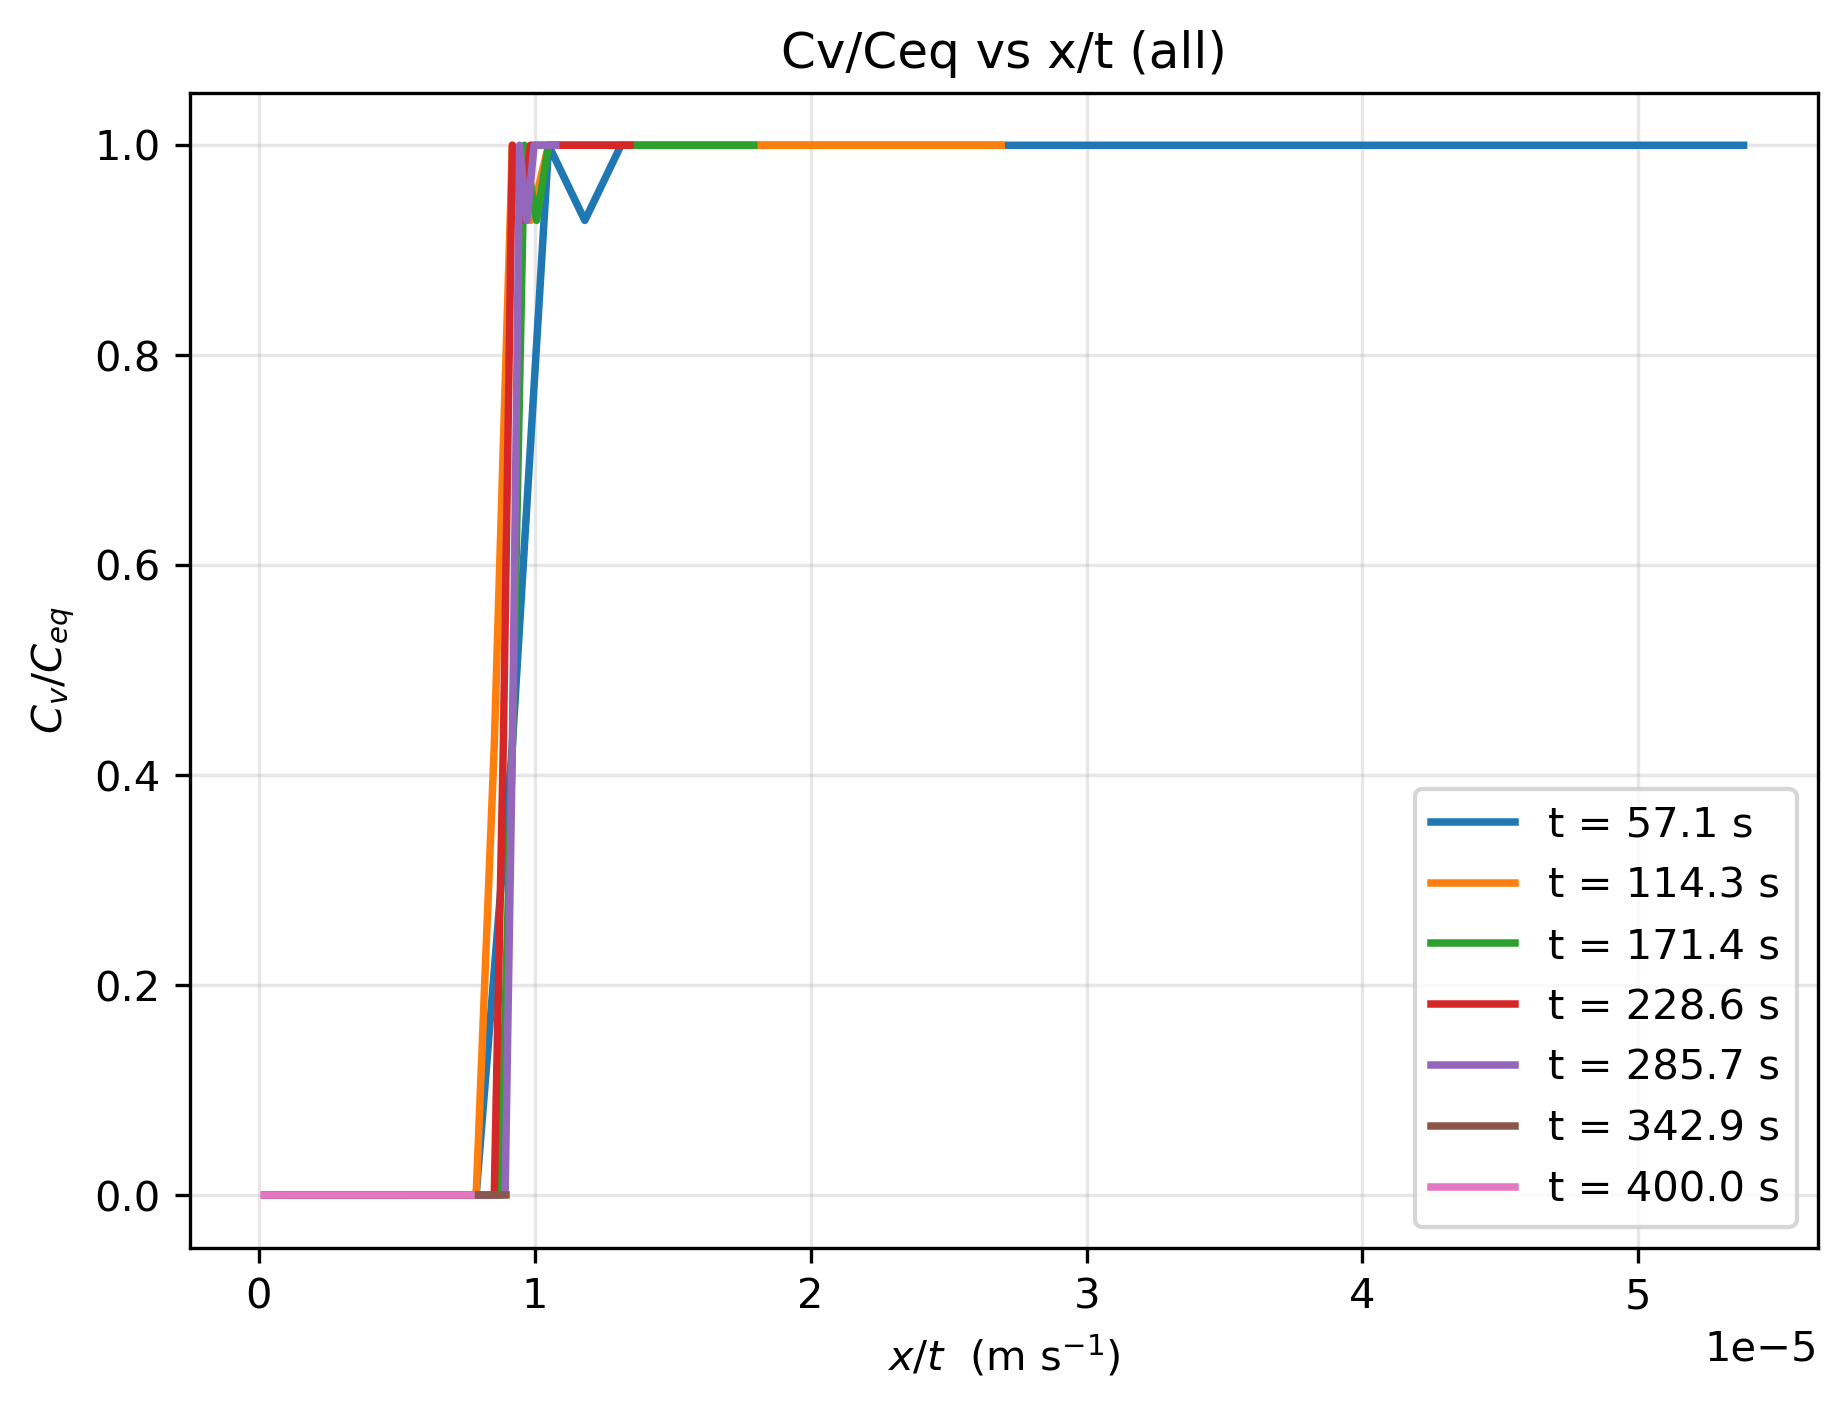 Cv/Ceq vs x/t (all)
1.0
0.8
0.6
0.4
0.2
0.0
C_v/C_eq
0 1 2 3 4 5
1e−5
x/t (m s⁻¹)
t = 57.1 s
t = 114.3 s
t = 171.4 s
t = 228.6 s
t = 285.7 s
t = 342.9 s
t = 400.0 s